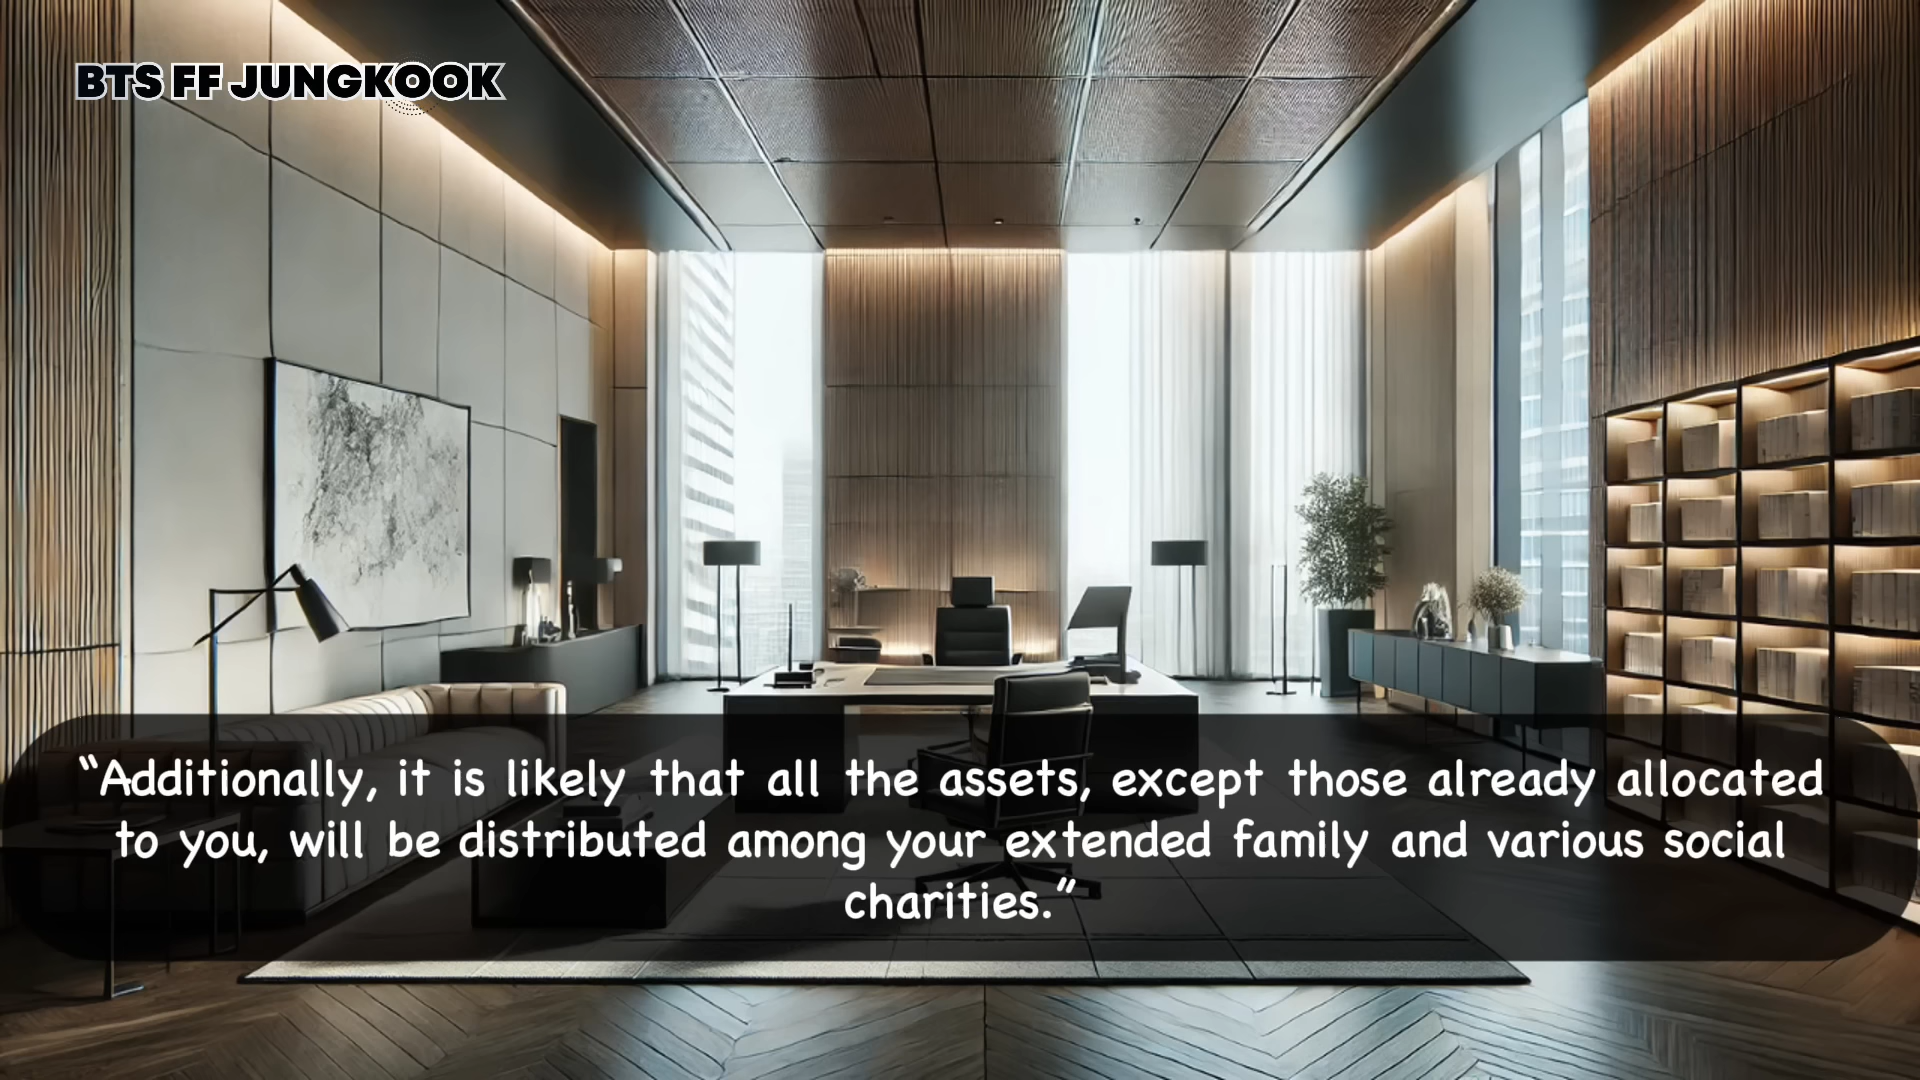 BTS FF JUNGKOOK
“Additionally, it is likely that all the assets, except those already allocated
to you, will be distributed among your extended family and various social
charities.”